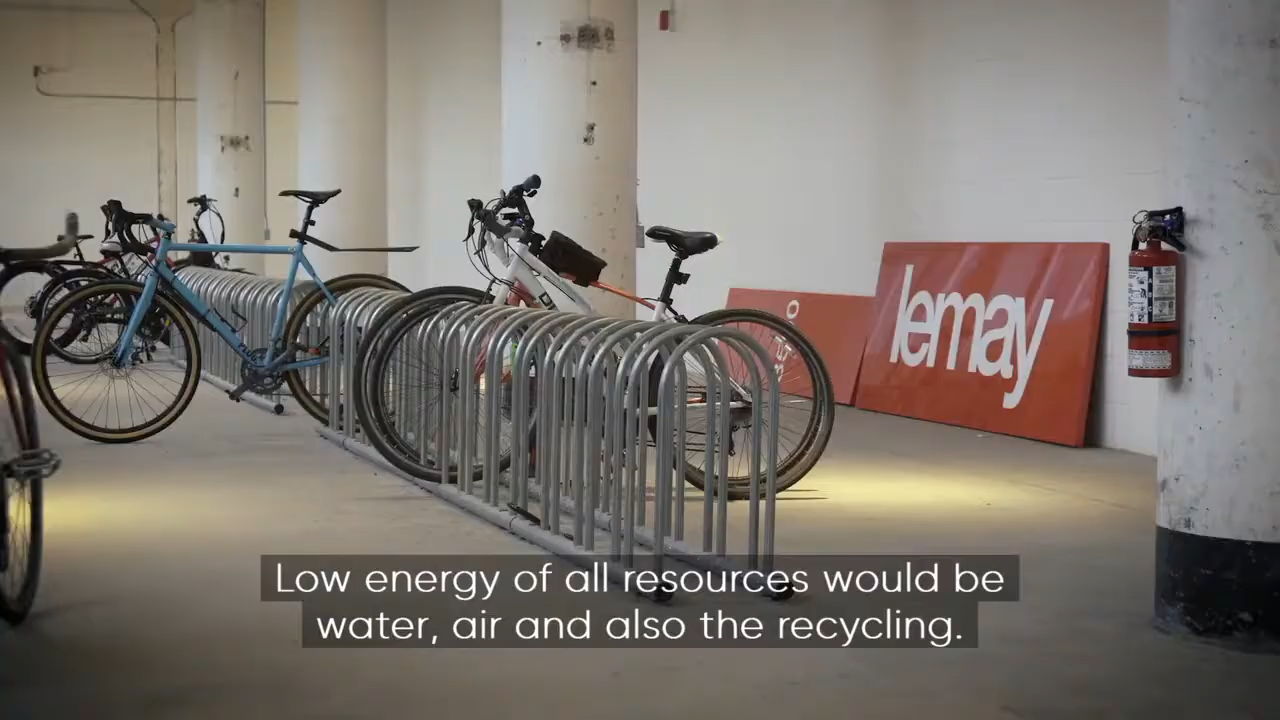 lemay
Low energy of all resources would be
water, air and also the recycling.